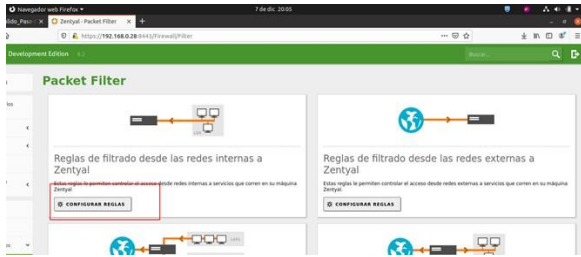 Navegador web Firefox
7 de dic 20:05
Zentyal - Packet Filter
https://192.168.0.28:8443/Firewall/Filter
Development Edition
Packet Filter
Reglas de filtrado desde las redes internas a
Zentyal
Estas reglas le permiten controlar el acceso desde redes internas a servicios que corren en su máquina
Zentyal
CONFIGURAR REGLAS
Reglas de filtrado desde las redes externas a
Zentyal
Estas reglas le permiten controlar el acceso desde redes externas a servicios que corren en su máquina
Zentyal
CONFIGURAR REGLAS